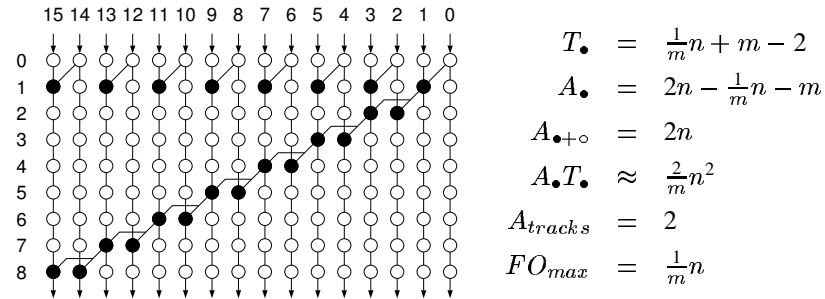 15 14 13 12 11 10 9 8 7 6 5 4 3 2 1 0
0
1
2
3
4
5
6
7
8
T● = 1/m n + m − 2
A● = 2n − 1/m n − m
A●+○ = 2n
A●T● ≈ 2/m n²
A_tracks = 2
FO_max = 1/m n